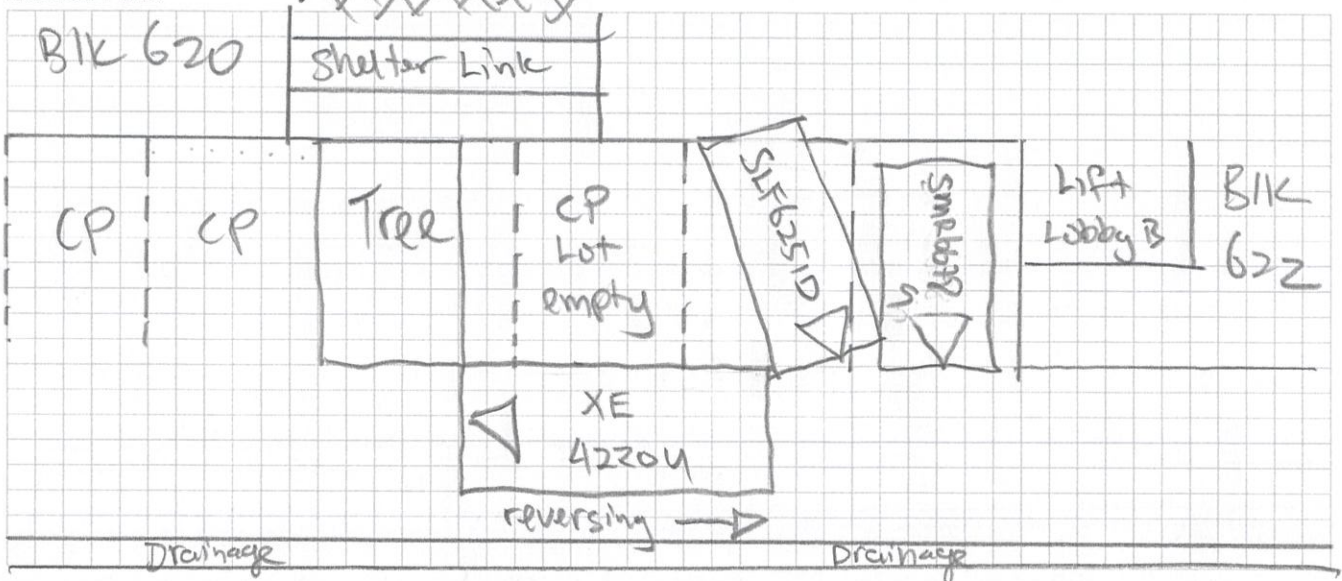 Blk 620
Shelter Link
CP
CP
Tree
CP
Lot
empty
SLF6251D
Lift
Lobby B
Blk
622
XE
4220U
reversing
Drainage
Drainage